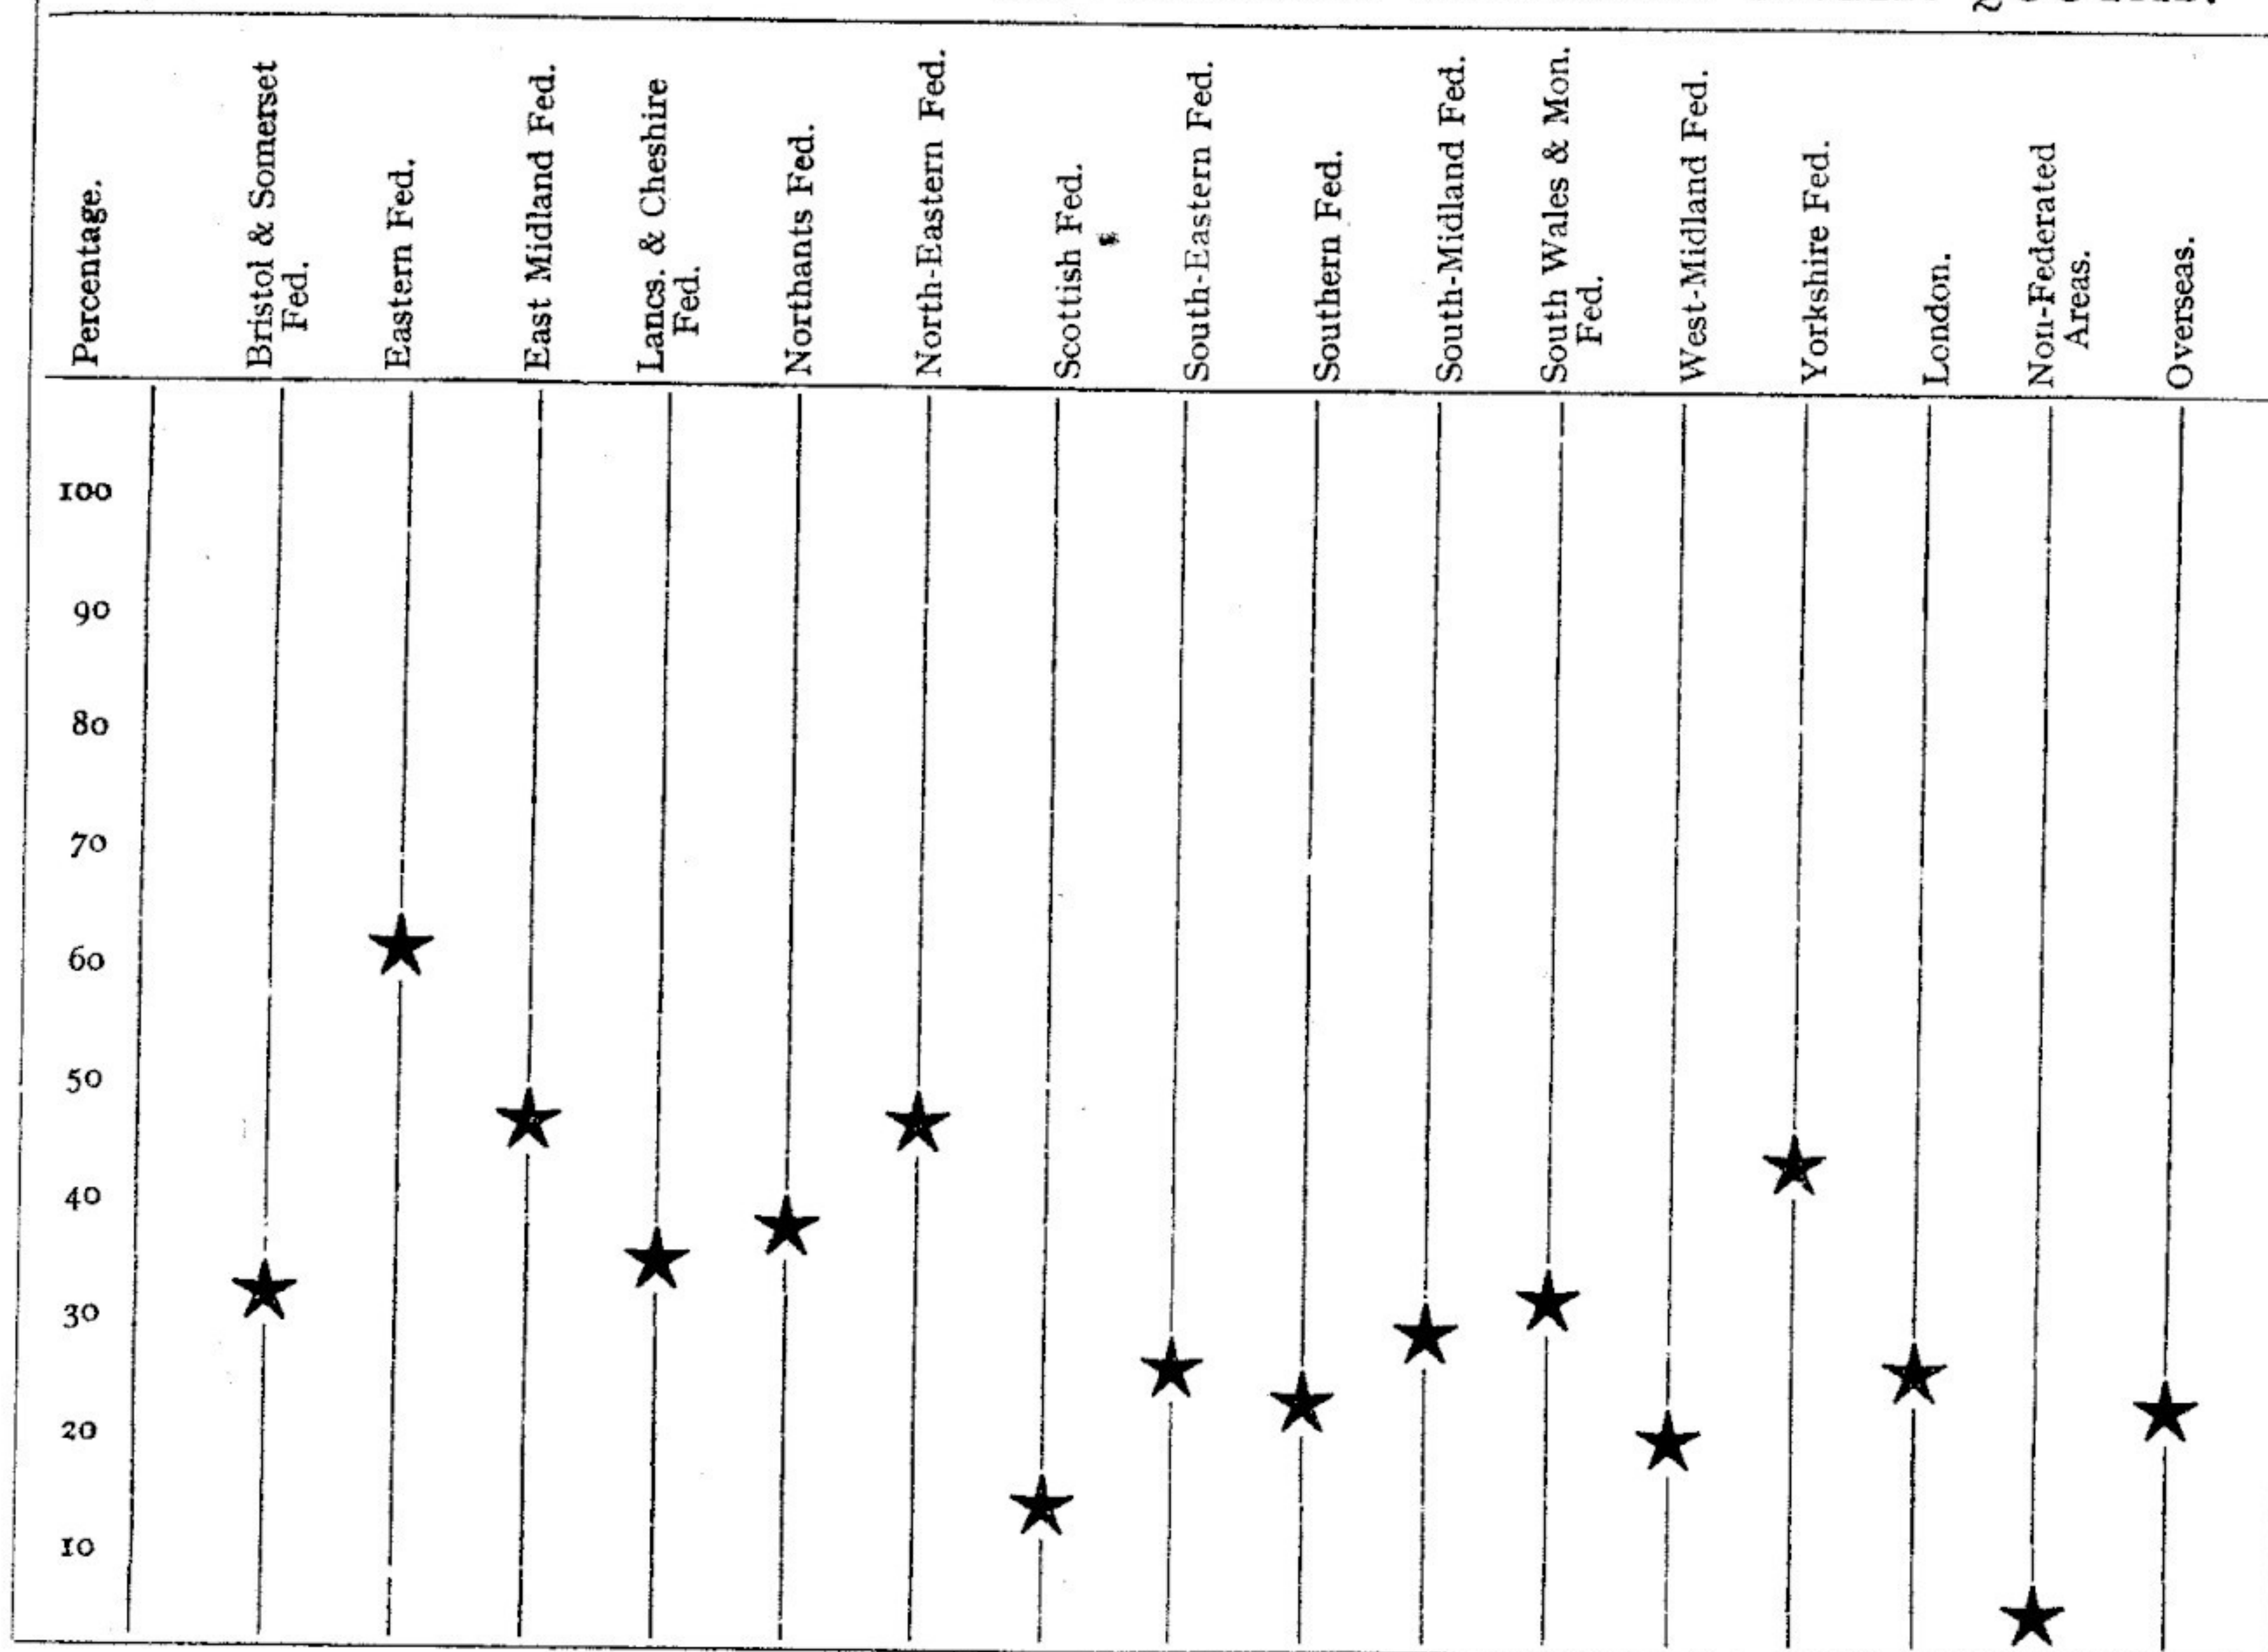 Percentage.
Bristol & Somerset
Fed.
Eastern Fed.
East Midland Fed.
Lancs. & Cheshire
Fed.
Northants Fed.
North-Eastern Fed.
Scottish Fed.
South-Eastern Fed.
Southern Fed.
South-Midland Fed.
South Wales & Mon.
Fed.
West-Midland Fed.
Yorkshire Fed.
London.
Non-Federated
Areas.
Overseas.
100
90
80
70
60
50
40
30
20
10